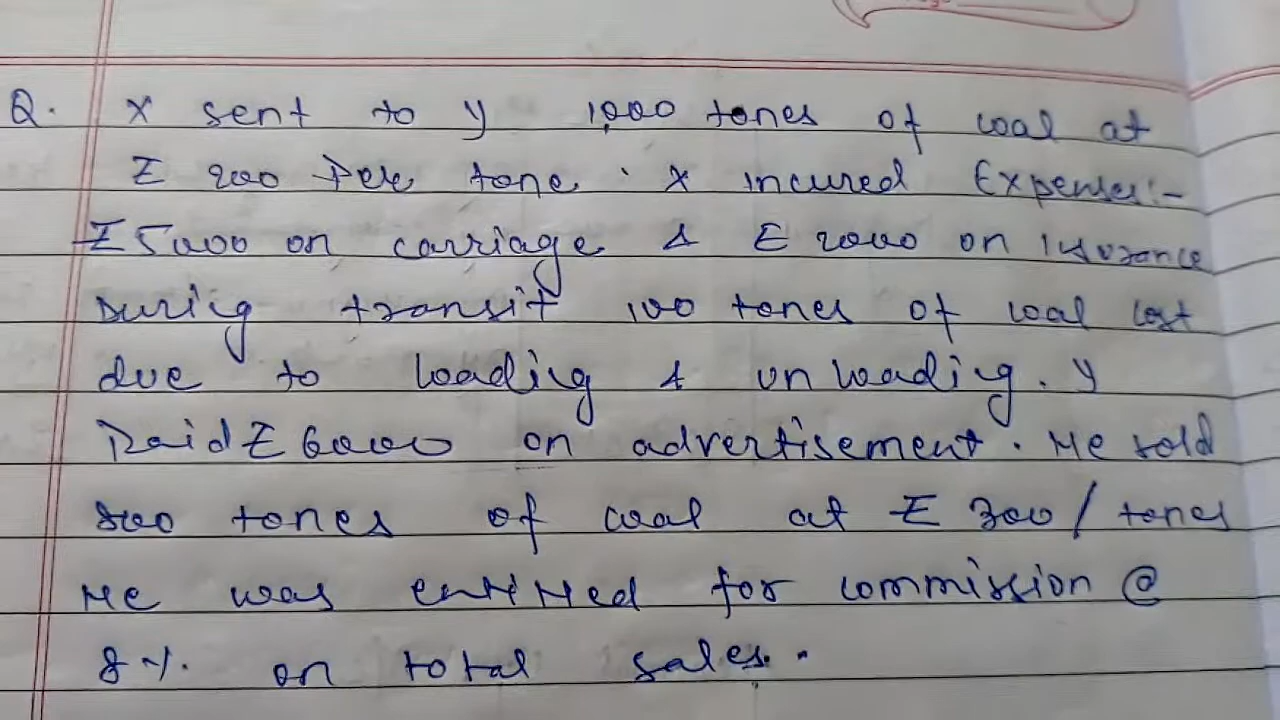 Q. X sent to y 1000 tones of coal at
₹ 200 Per tone. X incured Expenses:-
₹5000 on carriage & ₹ 2000 on Insurance
During transit 100 tones of coal lost
due to loading & unloading. y
Paid ₹ 6000 on advertisement. He sold
800 tones of coal at ₹ 300/tones
He was entitled for commission @
8%. on total sales.